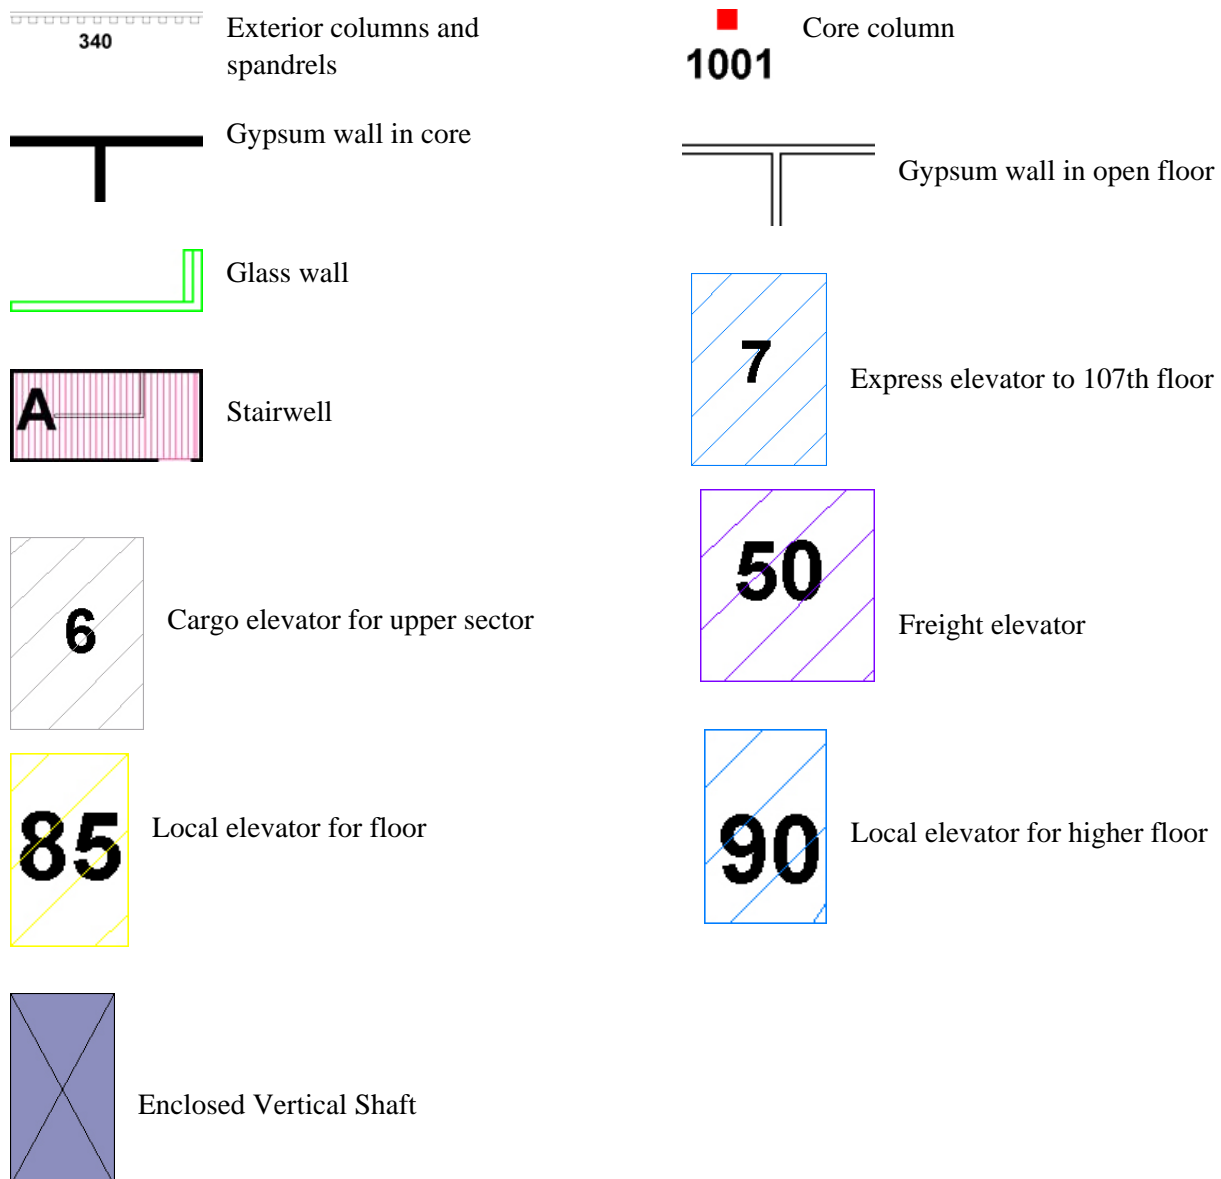 340
Exterior columns and
spandrels
1001
Core column
Gypsum wall in core
Gypsum wall in open floor
Glass wall
7
Express elevator to 107th floor
A
Stairwell
6
Cargo elevator for upper sector
50
Freight elevator
85
Local elevator for floor
90
Local elevator for higher floor
Enclosed Vertical Shaft